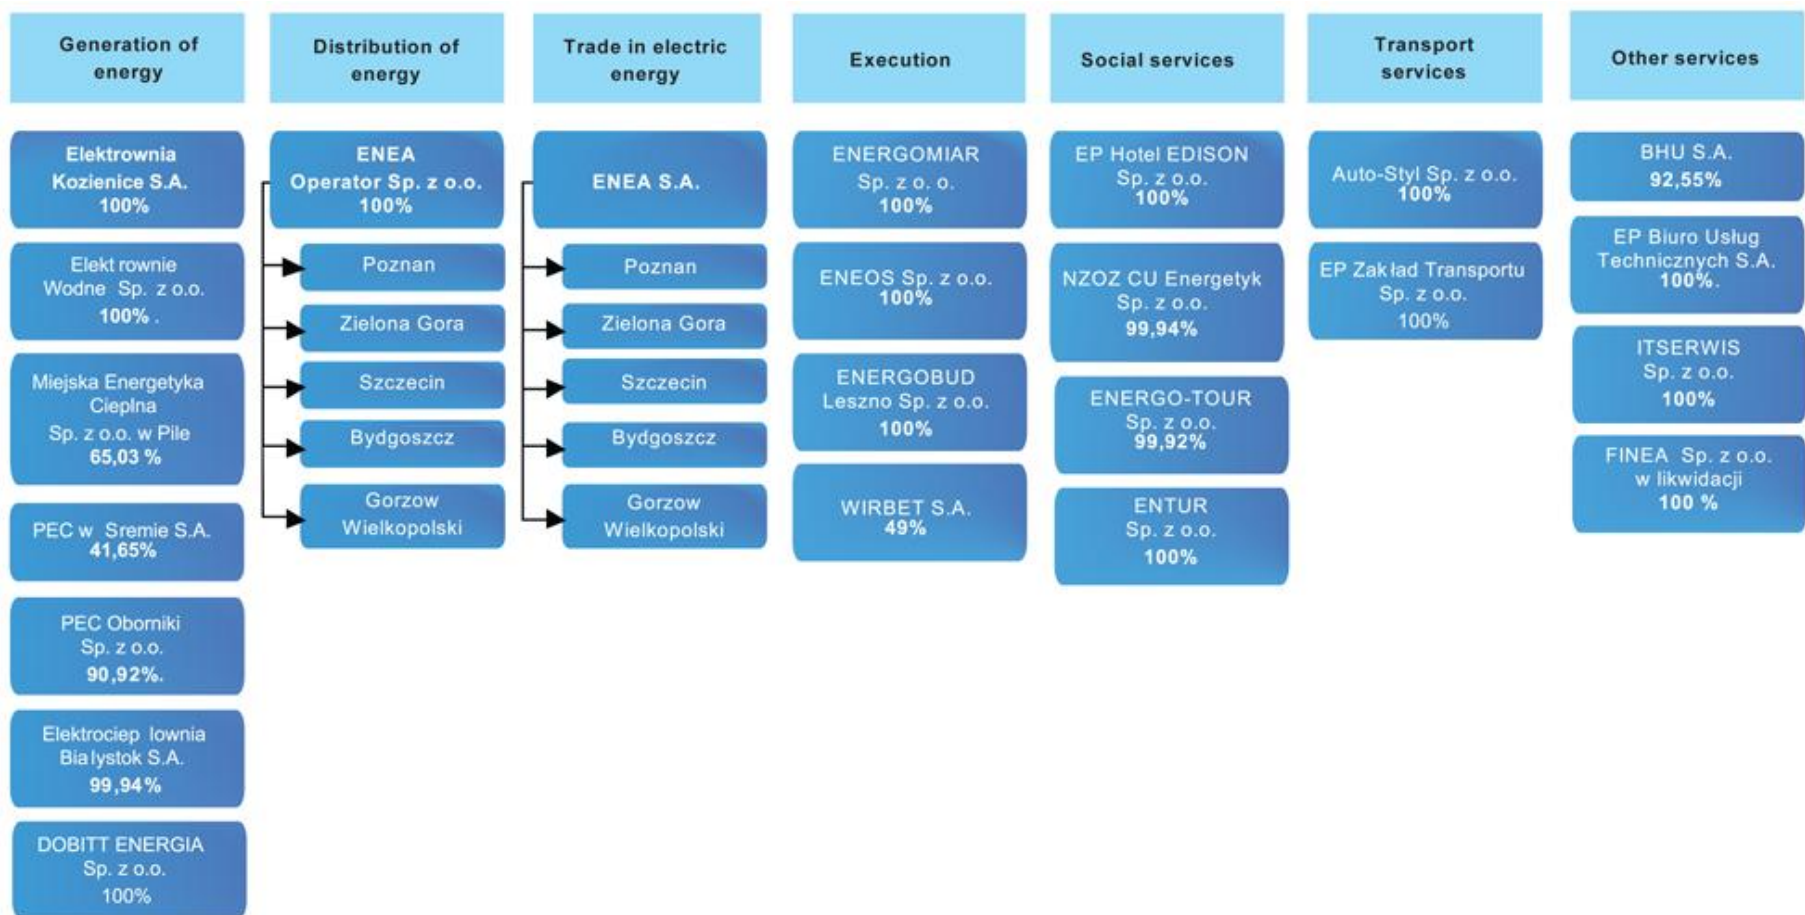 Generation of
energy
Elektrownia
Kozienice S.A.
100%
Elekt rownie
Wodne Sp. z o.o.
100% .
Miejska Energetyka
Cieplna
Sp. z o.o. w Pile
65,03 %
PEC w Sremie S.A.
41,65%
PEC Oborniki
Sp. z o.o.
90,92%.
Elektrociep lownia
Bialystok S.A.
99,94%
DOBITT ENERGIA
Sp. z o.o.
100%
Distribution of
energy
ENEA
Operator Sp. z o.o.
100%
Poznan
Zielona Gora
Szczecin
Bydgoszcz
Gorzow
Wielkopolski
Trade in electric
energy
ENEA S.A.
Poznan
Zielona Gora
Szczecin
Bydgoszcz
Gorzow
Wielkopolski
Execution
ENERGOMIAR
Sp. z o. o.
100%
ENEOS Sp. z o.o.
100%
ENERGOBUD
Leszno Sp. z o.o.
100%
WIRBET S.A.
49%
Social services
EP Hotel EDISON
Sp. z o.o.
100%
NZOZ CU Energetyk
Sp. z o.o.
99,94%
ENERGO-TOUR
Sp. z o.o.
99,92%
ENTUR
Sp. z o.o.
100%
Transport
services
Auto-Styl Sp. z o.o.
100%
EP Zakład Transportu
Sp. z o.o.
100%
Other services
BHU S.A.
92,55%
EP Biuro Usług
Technicznych S.A.
100%.
ITSERWIS
Sp. z o.o.
100%
FINEA Sp. z o.o.
w likwidacji
100 %